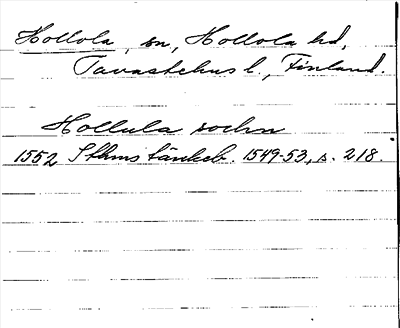 Hollola, sn, Hollola hd,
Tavastehus l., Finland.
Hollula sochn
1552 Sthms tänkeb. 1549-53, s. 218.